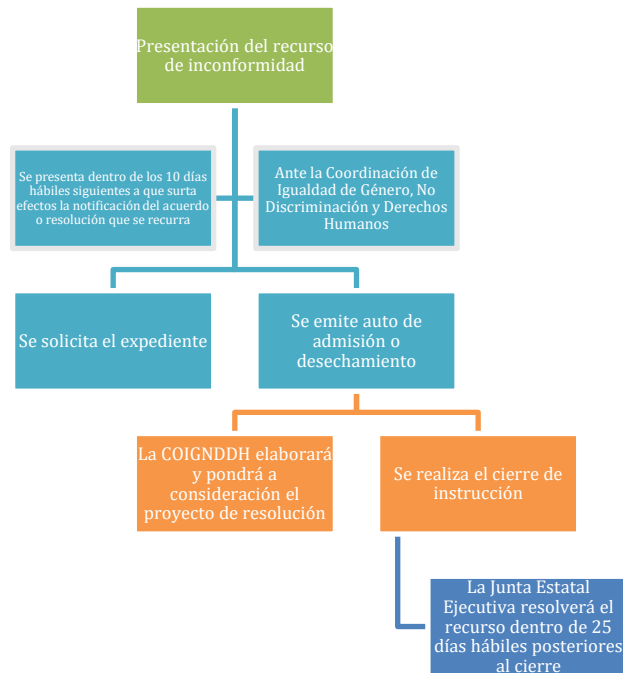 Presentación del recurso
de inconformidad
Se presenta dentro de los 10 días
hábiles siguientes a que surta
efectos la notificación del acuerdo
o resolución que se recurra
Ante la Coordinación de
Igualdad de Género, No
Discriminación y Derechos
Humanos
Se solicita el expediente
Se emite auto de
admisión o
desechamiento
La COIGNDDH elaborará
y pondrá a
consideración el
proyecto de resolución
Se realiza el cierre de
instrucción
La Junta Estatal
Ejecutiva resolverá el
recurso dentro de 25
días hábiles posteriores
al cierre